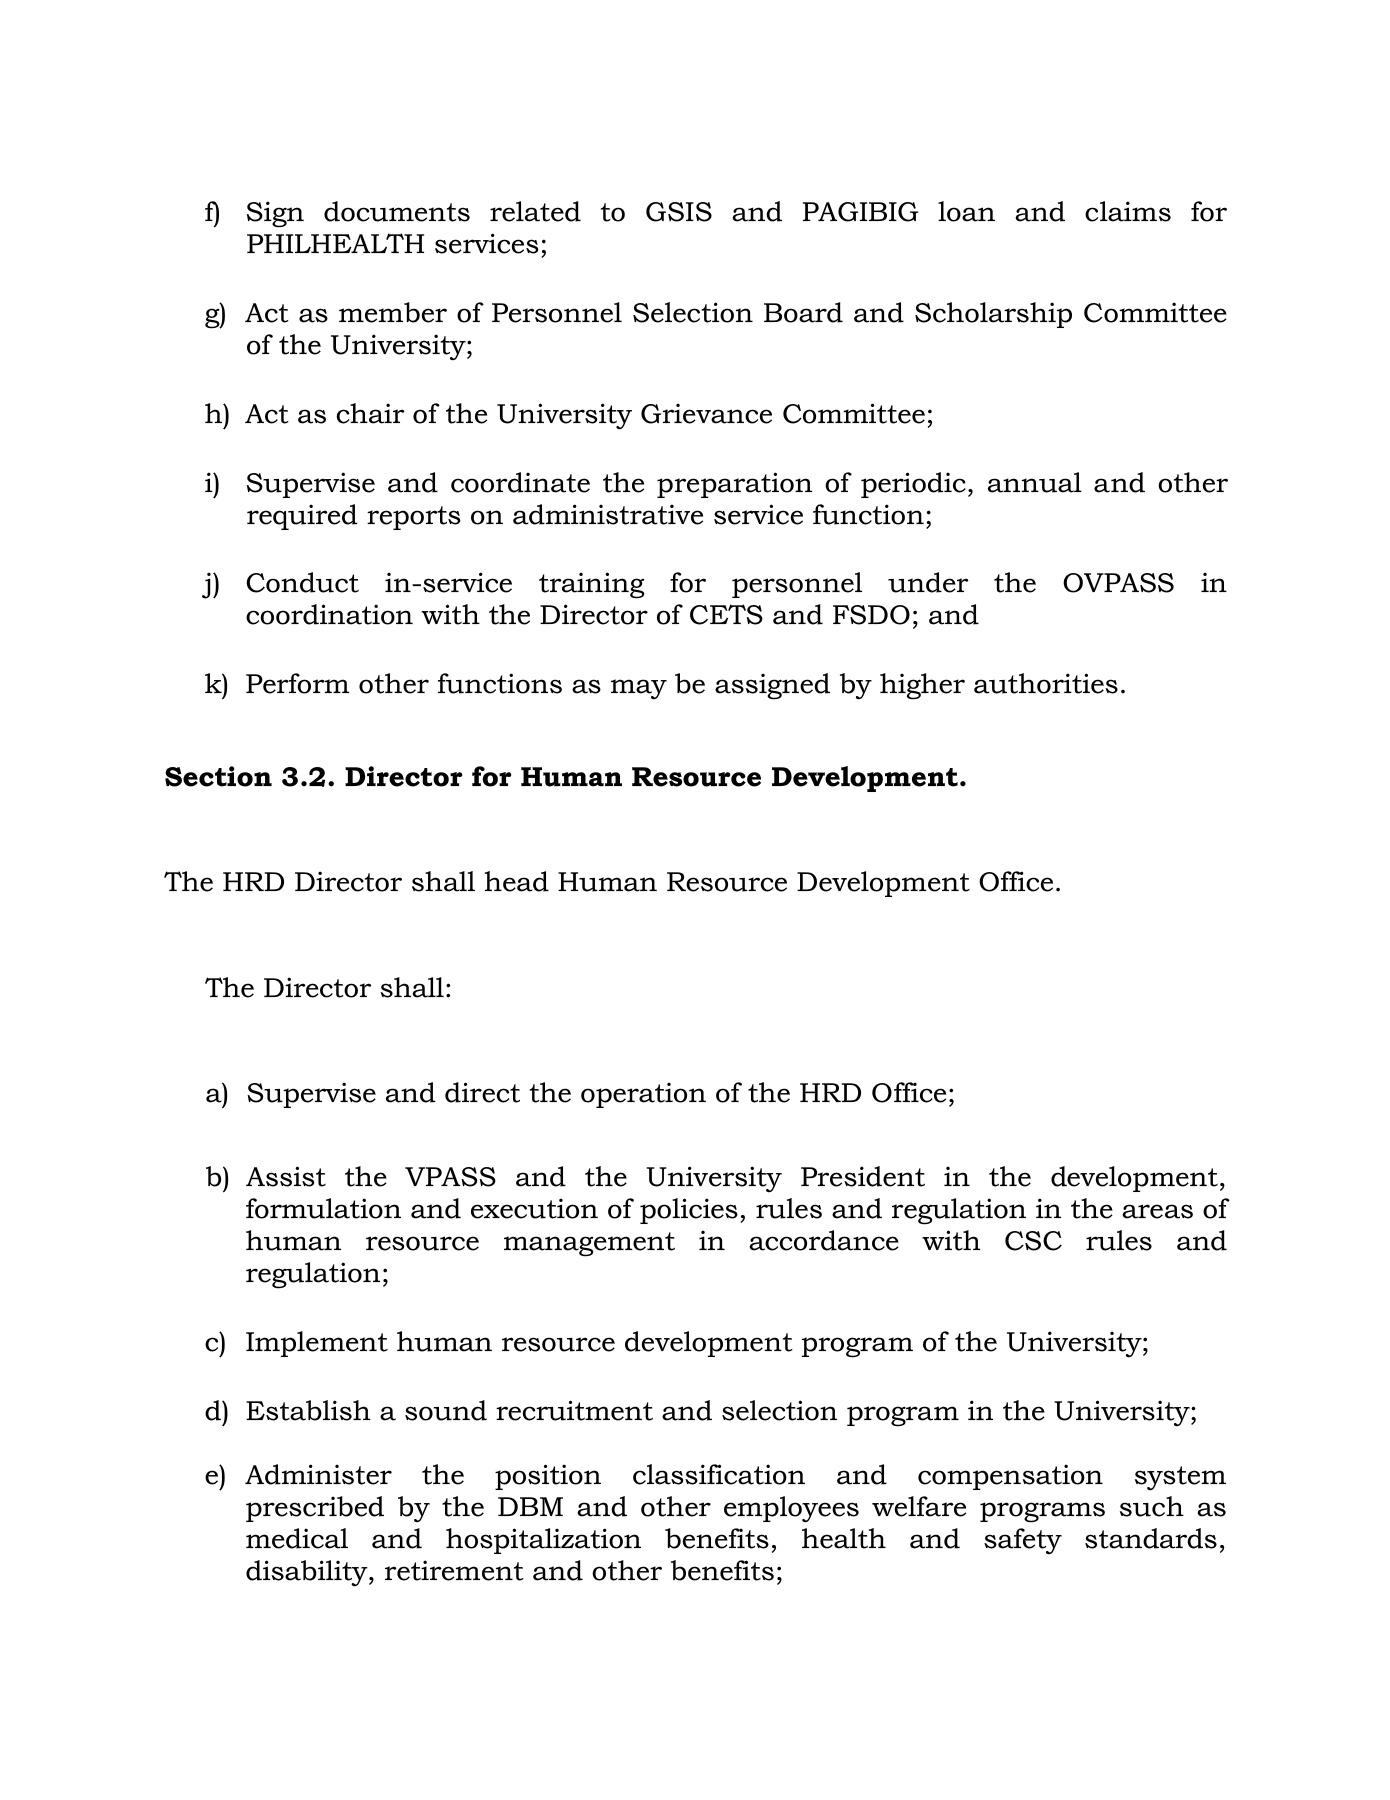 f) Sign documents related to GSIS and PAGIBIG loan and claims for
PHILHEALTH services;
g) Act as member of Personnel Selection Board and Scholarship Committee
of the University;
h) Act as chair of the University Grievance Committee;
i) Supervise and coordinate the preparation of periodic, annual and other
required reports on administrative service function;
j) Conduct in-service training for personnel under the OVPASS in
coordination with the Director of CETS and FSDO; and
k) Perform other functions as may be assigned by higher authorities.
Section 3.2. Director for Human Resource Development.
The HRD Director shall head Human Resource Development Office.
The Director shall:
a) Supervise and direct the operation of the HRD Office;
b) Assist the VPASS and the University President in the development,
formulation and execution of policies, rules and regulation in the areas of
human resource management in accordance with CSC rules and
regulation;
c) Implement human resource development program of the University;
d) Establish a sound recruitment and selection program in the University;
e) Administer the position classification and compensation system
prescribed by the DBM and other employees welfare programs such as
medical and hospitalization benefits, health and safety standards,
disability, retirement and other benefits;